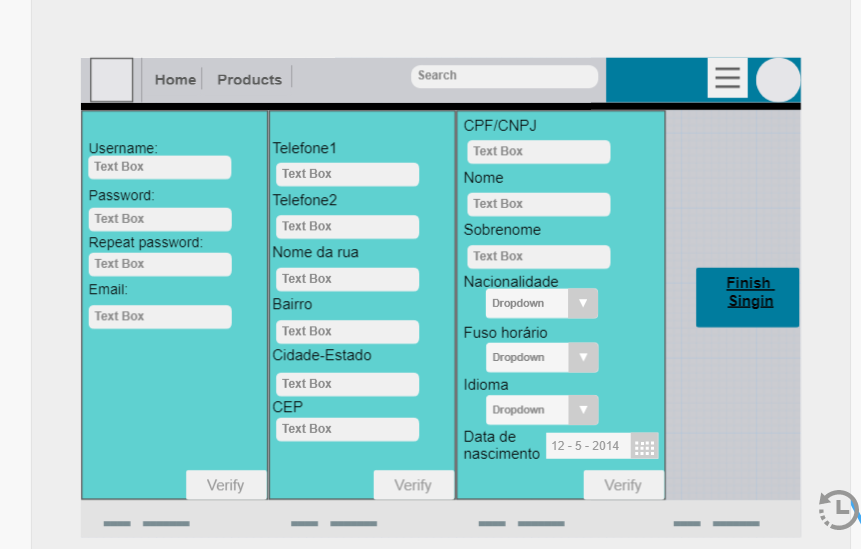 Home
Products
Search
Username:
Text Box
Password:
Text Box
Repeat password:
Text Box
Email:
Text Box
Verify
Telefone1
Text Box
Telefone2
Text Box
Nome da rua
Text Box
Bairro
Text Box
Cidade-Estado
Text Box
CEP
Text Box
Verify
CPF/CNPJ
Text Box
Nome
Text Box
Sobrenome
Text Box
Nacionalidade
Dropdown
Fuso horário
Dropdown
Idioma
Dropdown
Data de
nascimento
12 - 5 - 2014
Verify
Finish
Singin